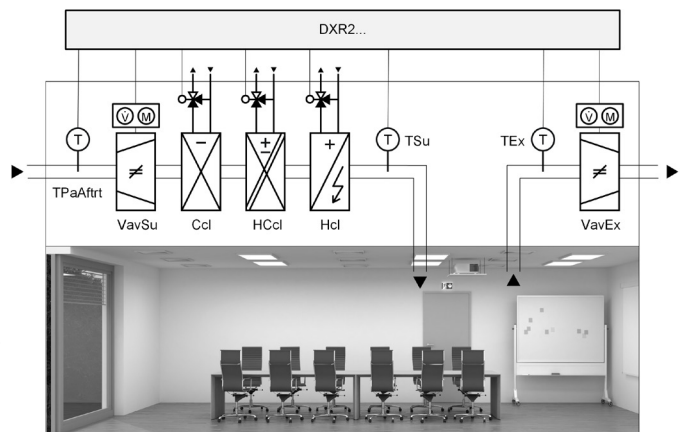 DXR2...
V̇ M
V̇ M
T
T
TSu
TEx
T
TPaAftrt
≠
−
+
−
+
≠
VavSu
Ccl
HCcl
Hcl
VavEx